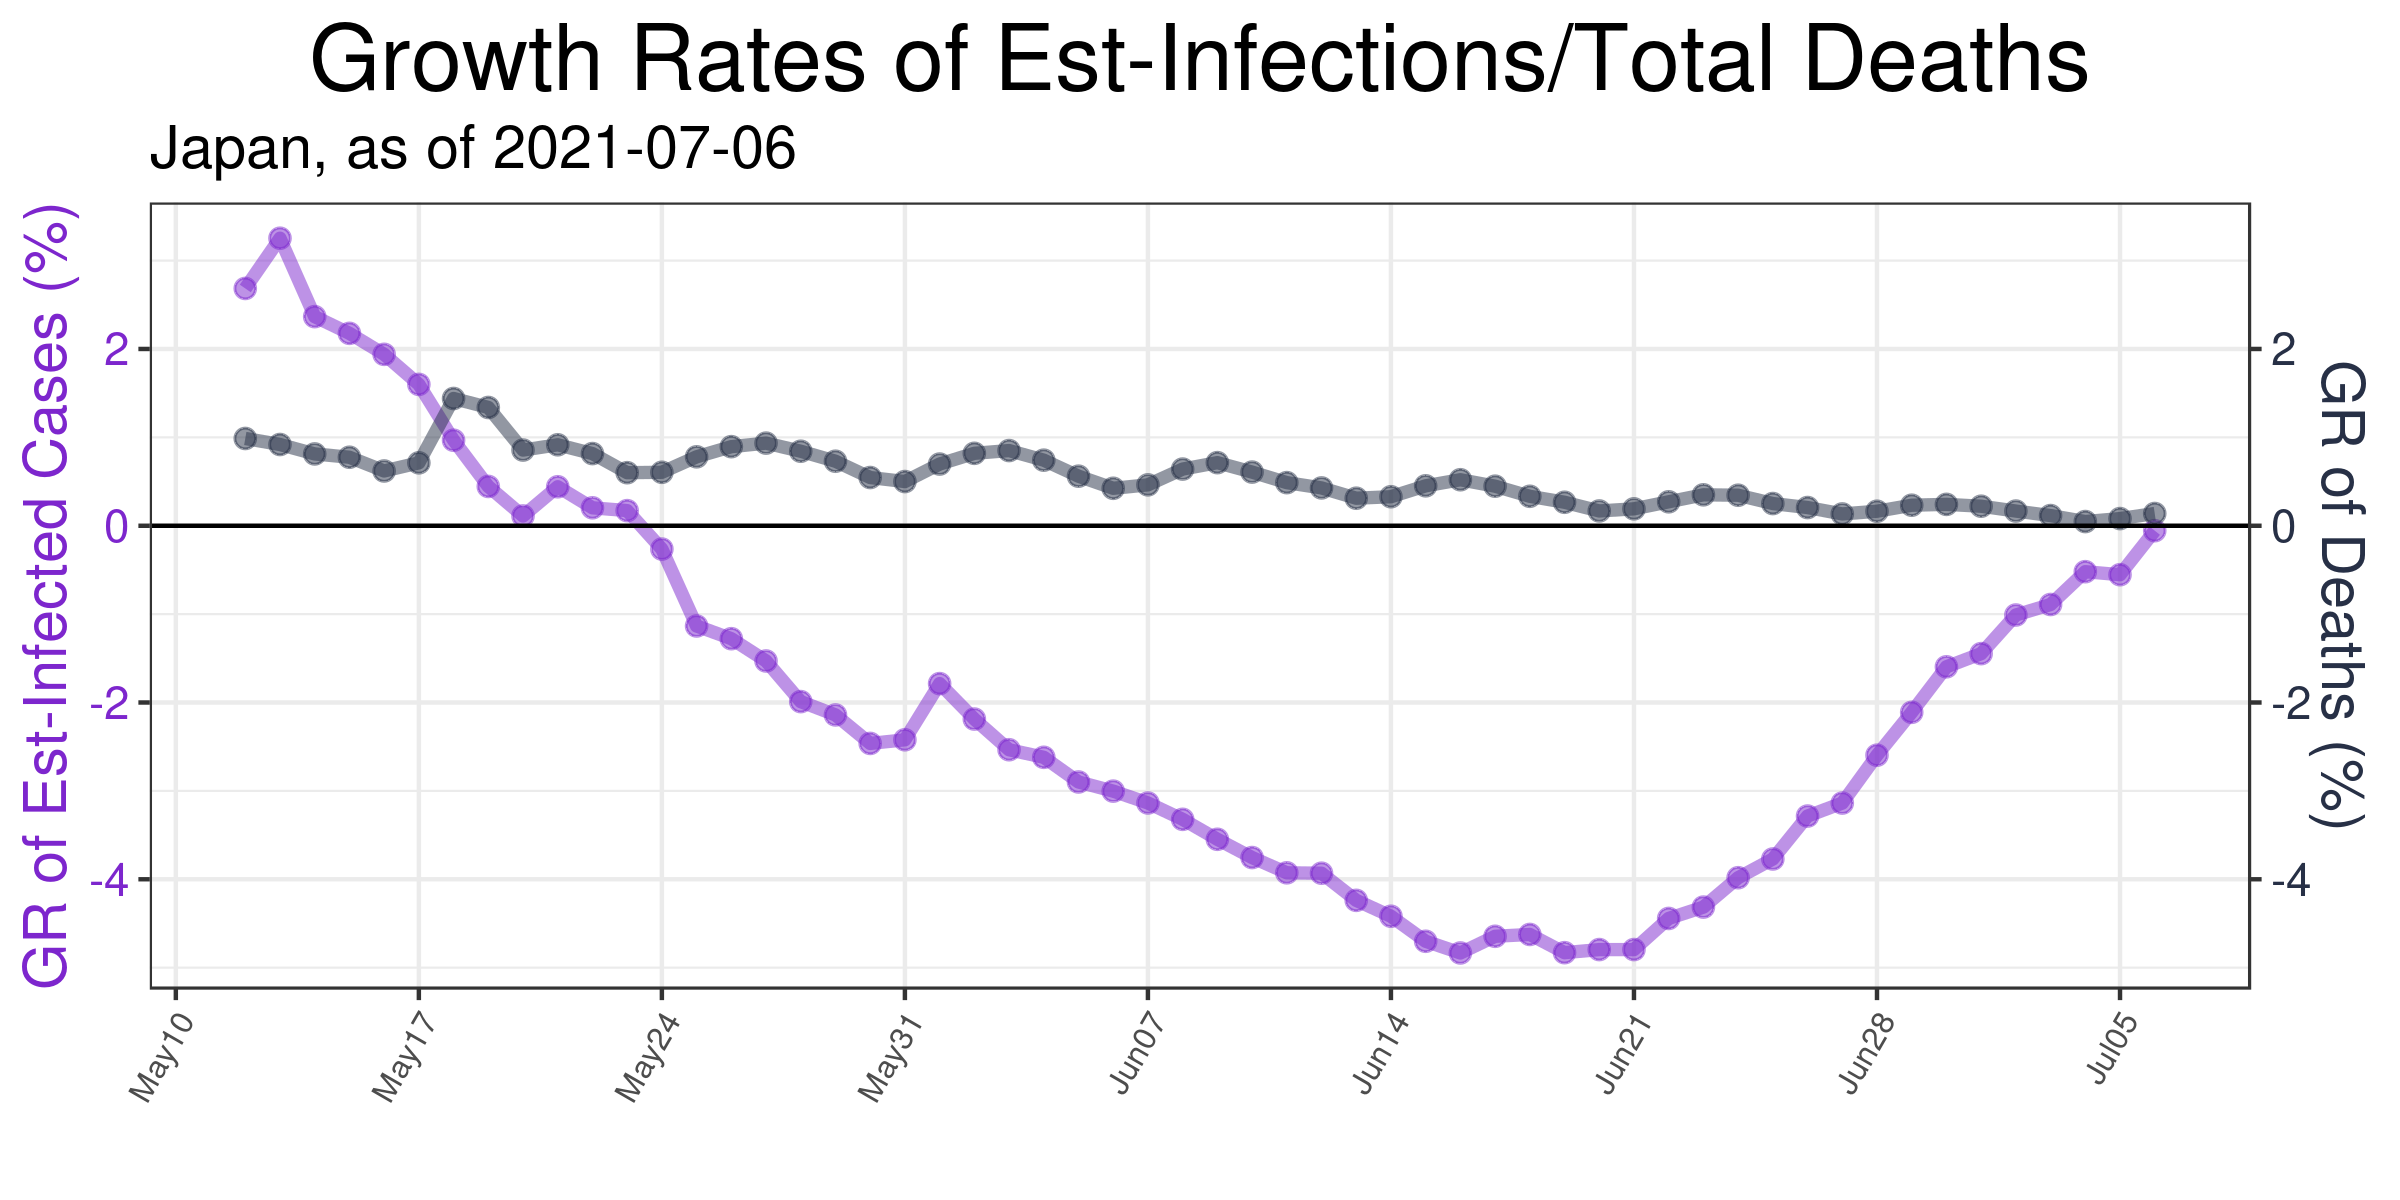 Growth Rates of Est-Infections/Total Deaths
Japan, as of 2021-07-06
GR of Est-Infected Cases (%)
2
0
-2
-4
2
0
-2
-4
GR of Deaths (%)
May10
May17
May24
May31
Jun07
Jun14
Jun21
Jun28
Jul05